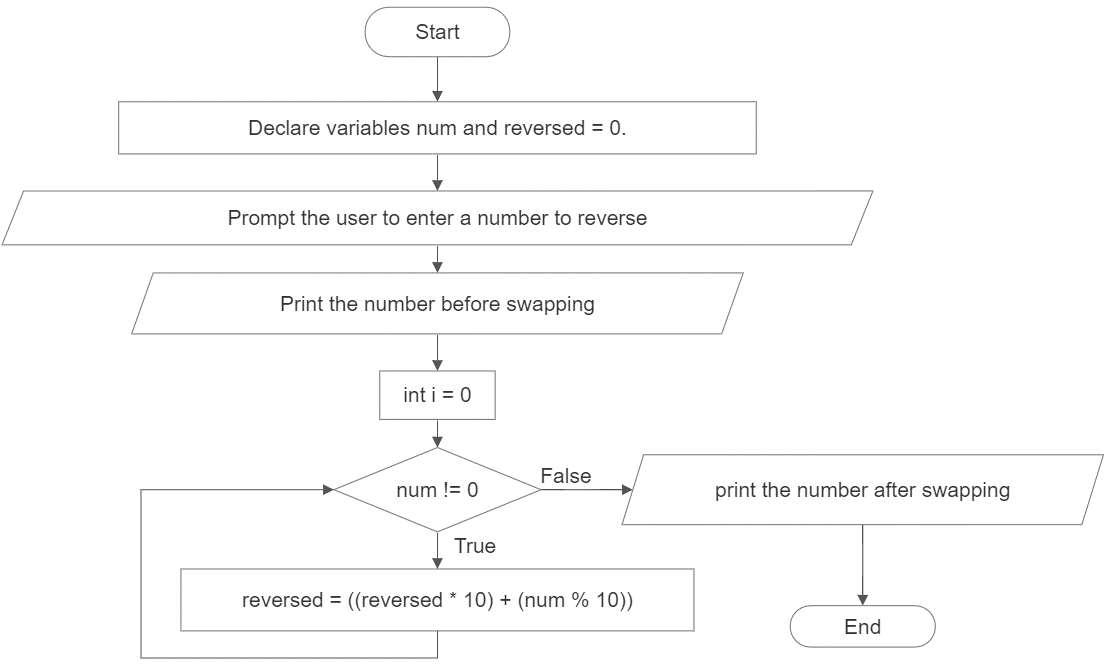 Start
Declare variables num and reversed = 0.
Prompt the user to enter a number to reverse
Print the number before swapping
int i = 0
num != 0
False
print the number after swapping
True
reversed = ((reversed * 10) + (num % 10))
End